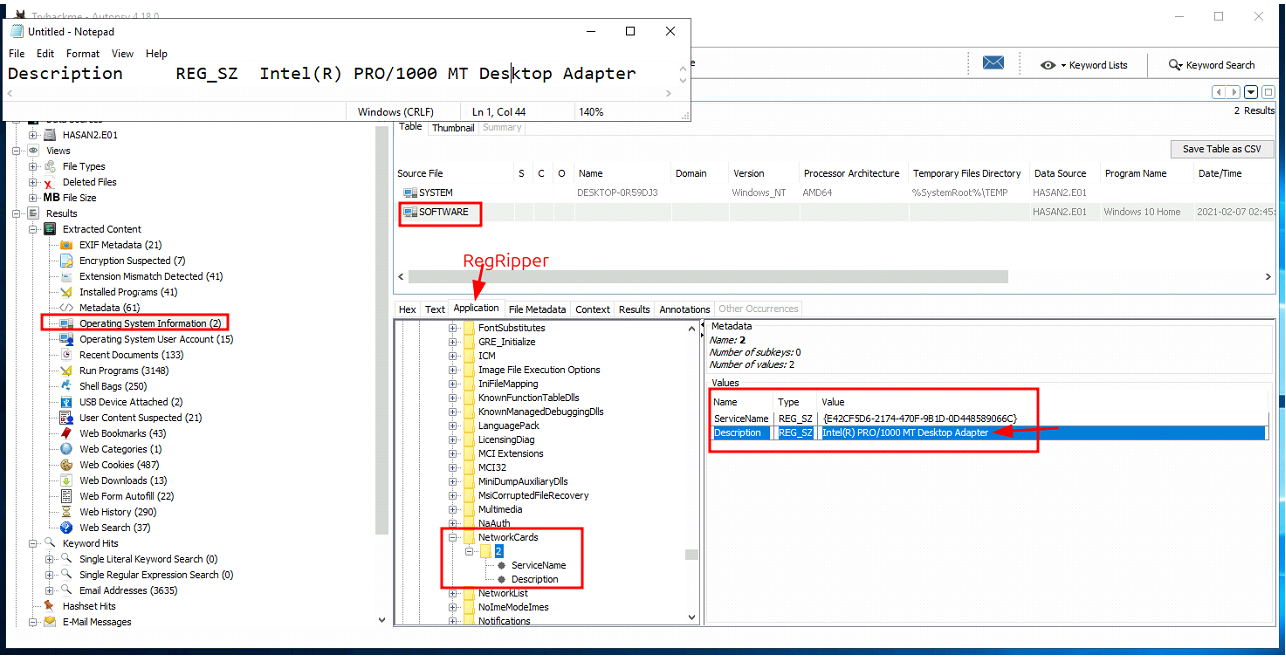 Tryhackme - Autopsy 4.18.0
Untitled - Notepad
File Edit Format View Help
Description REG_SZ Intel(R) PRO/1000 MT Desktop Adapter
Windows (CRLF) Ln 1, Col 44 140%
Keyword Lists Keyword Search
2 Results
HASAN2.E01
Views
File Types
Deleted Files
MB File Size
Results
Extracted Content
EXIF Metadata (21)
Encryption Suspected (7)
Extension Mismatch Detected (41)
Installed Programs (41)
Metadata (61)
Operating System Information (2)
Operating System User Account (15)
Recent Documents (133)
Run Programs (3148)
Shell Bags (250)
USB Device Attached (2)
User Content Suspected (21)
Web Bookmarks (43)
Web Categories (1)
Web Cookies (487)
Web Downloads (13)
Web Form Autofill (22)
Web History (290)
Web Search (37)
Keyword Hits
Single Literal Keyword Search (0)
Single Regular Expression Search (0)
Email Addresses (3635)
Hashset Hits
E-Mail Messages
Table Thumbnail Summary
Save Table as CSV
Source File S C O Name Domain Version Processor Architecture Temporary Files Directory Data Source Program Name Date/Time
SYSTEM DESKTOP-0R59DJ3 Windows_NT AMD64 %SystemRoot%\TEMP HASAN2.E01
SOFTWARE HASAN2.E01 Windows 10 Home 2021-02-07 02:45:
RegRipper
Hex Text Application File Metadata Context Results Annotations Other Occurrences
FontSubstitutes
GRE_Initialize
ICM
Image File Execution Options
IniFileMapping
KnownFunctionTableDlls
KnownManagedDebuggingDlls
LanguagePack
LicensingDiag
MCI Extensions
MCI32
MiniDumpAuxiliaryDlls
MsiCorruptedFileRecovery
Multimedia
NaAuth
NetworkCards
2
ServiceName
Description
NetworkList
NoImeModeImes
Notifications
Metadata
Name: 2
Number of subkeys: 0
Number of values: 2
Values
Name Type Value
ServiceName REG_SZ {E42CF5D6-2174-470F-9B1D-0D448589066C}
Description REG_SZ Intel(R) PRO/1000 MT Desktop Adapter